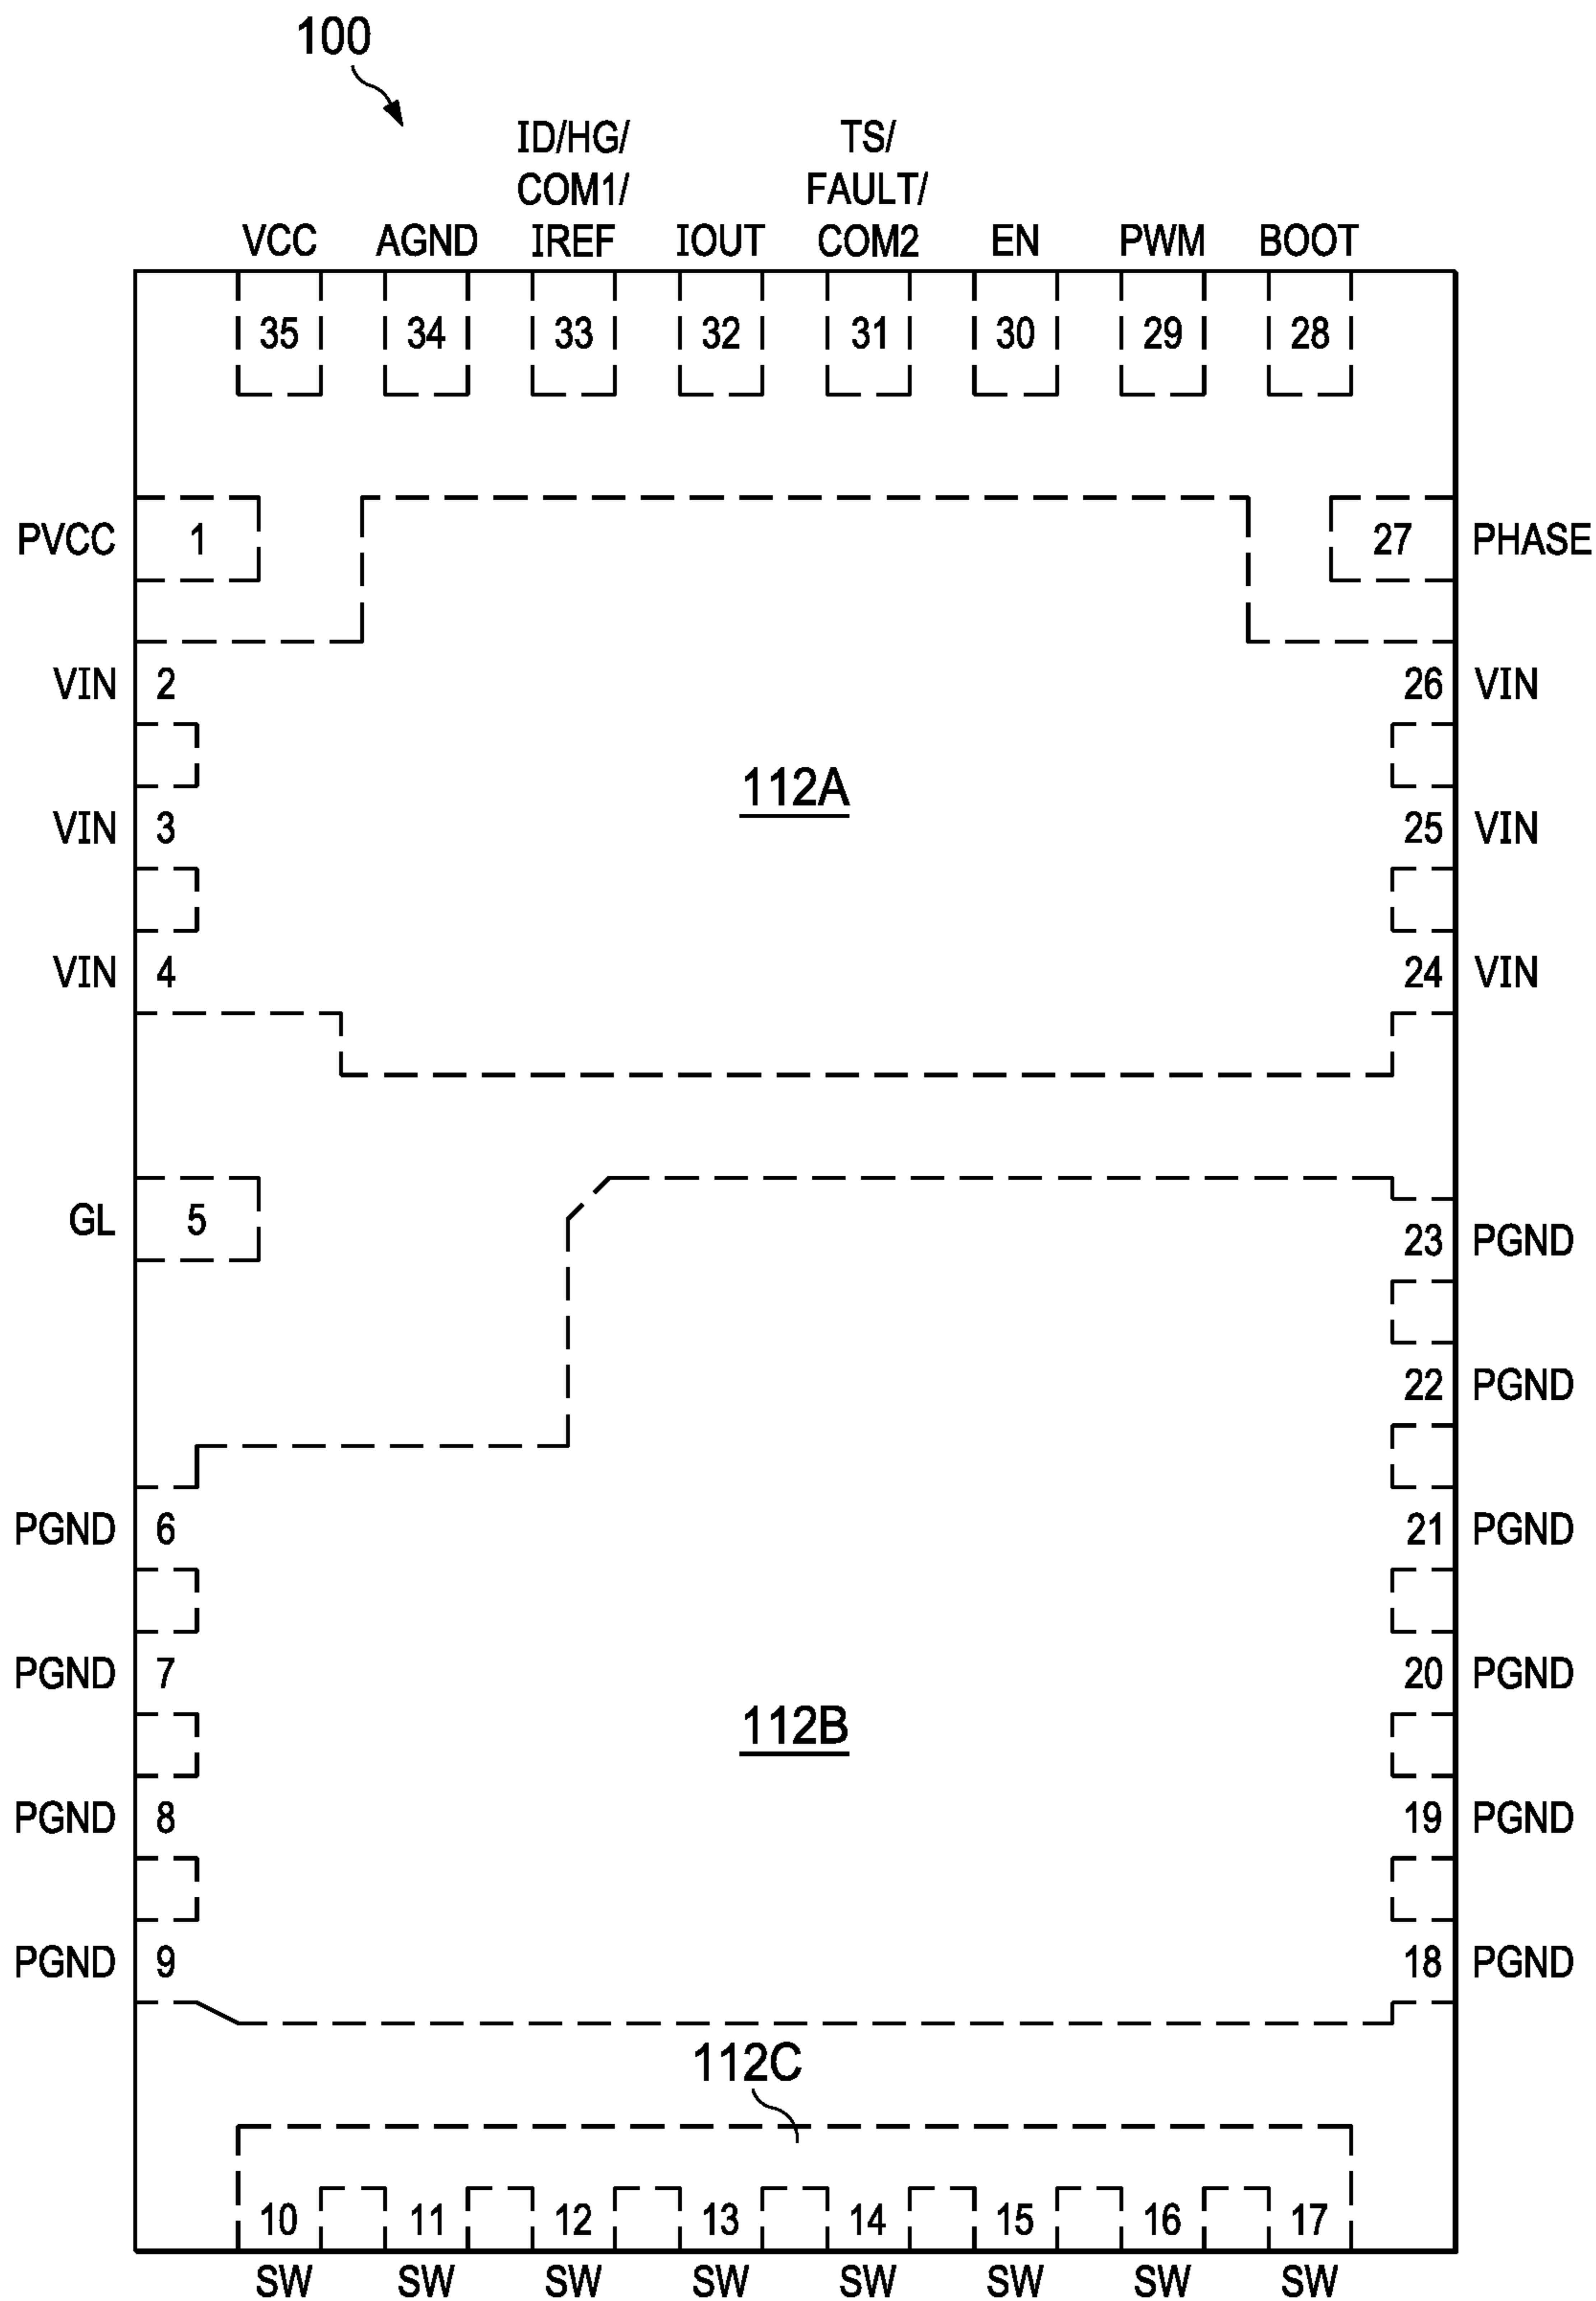 100
ID/HG/ TS/
COM1/ FAULT/
VCC AGND IREF IOUT COM2 EN PWM BOOT
35 34 33 32 31 30 29 28
PVCC 1 27 PHASE
VIN 2 26 VIN
112A
VIN 3 25 VIN
VIN 4 24 VIN
GL 5 23 PGND
22 PGND
PGND 6 21 PGND
PGND 7 20 PGND
112B
PGND 8 19 PGND
PGND 9 18 PGND
112C
10 11 12 13 14 15 16 17
SW SW SW SW SW SW SW SW